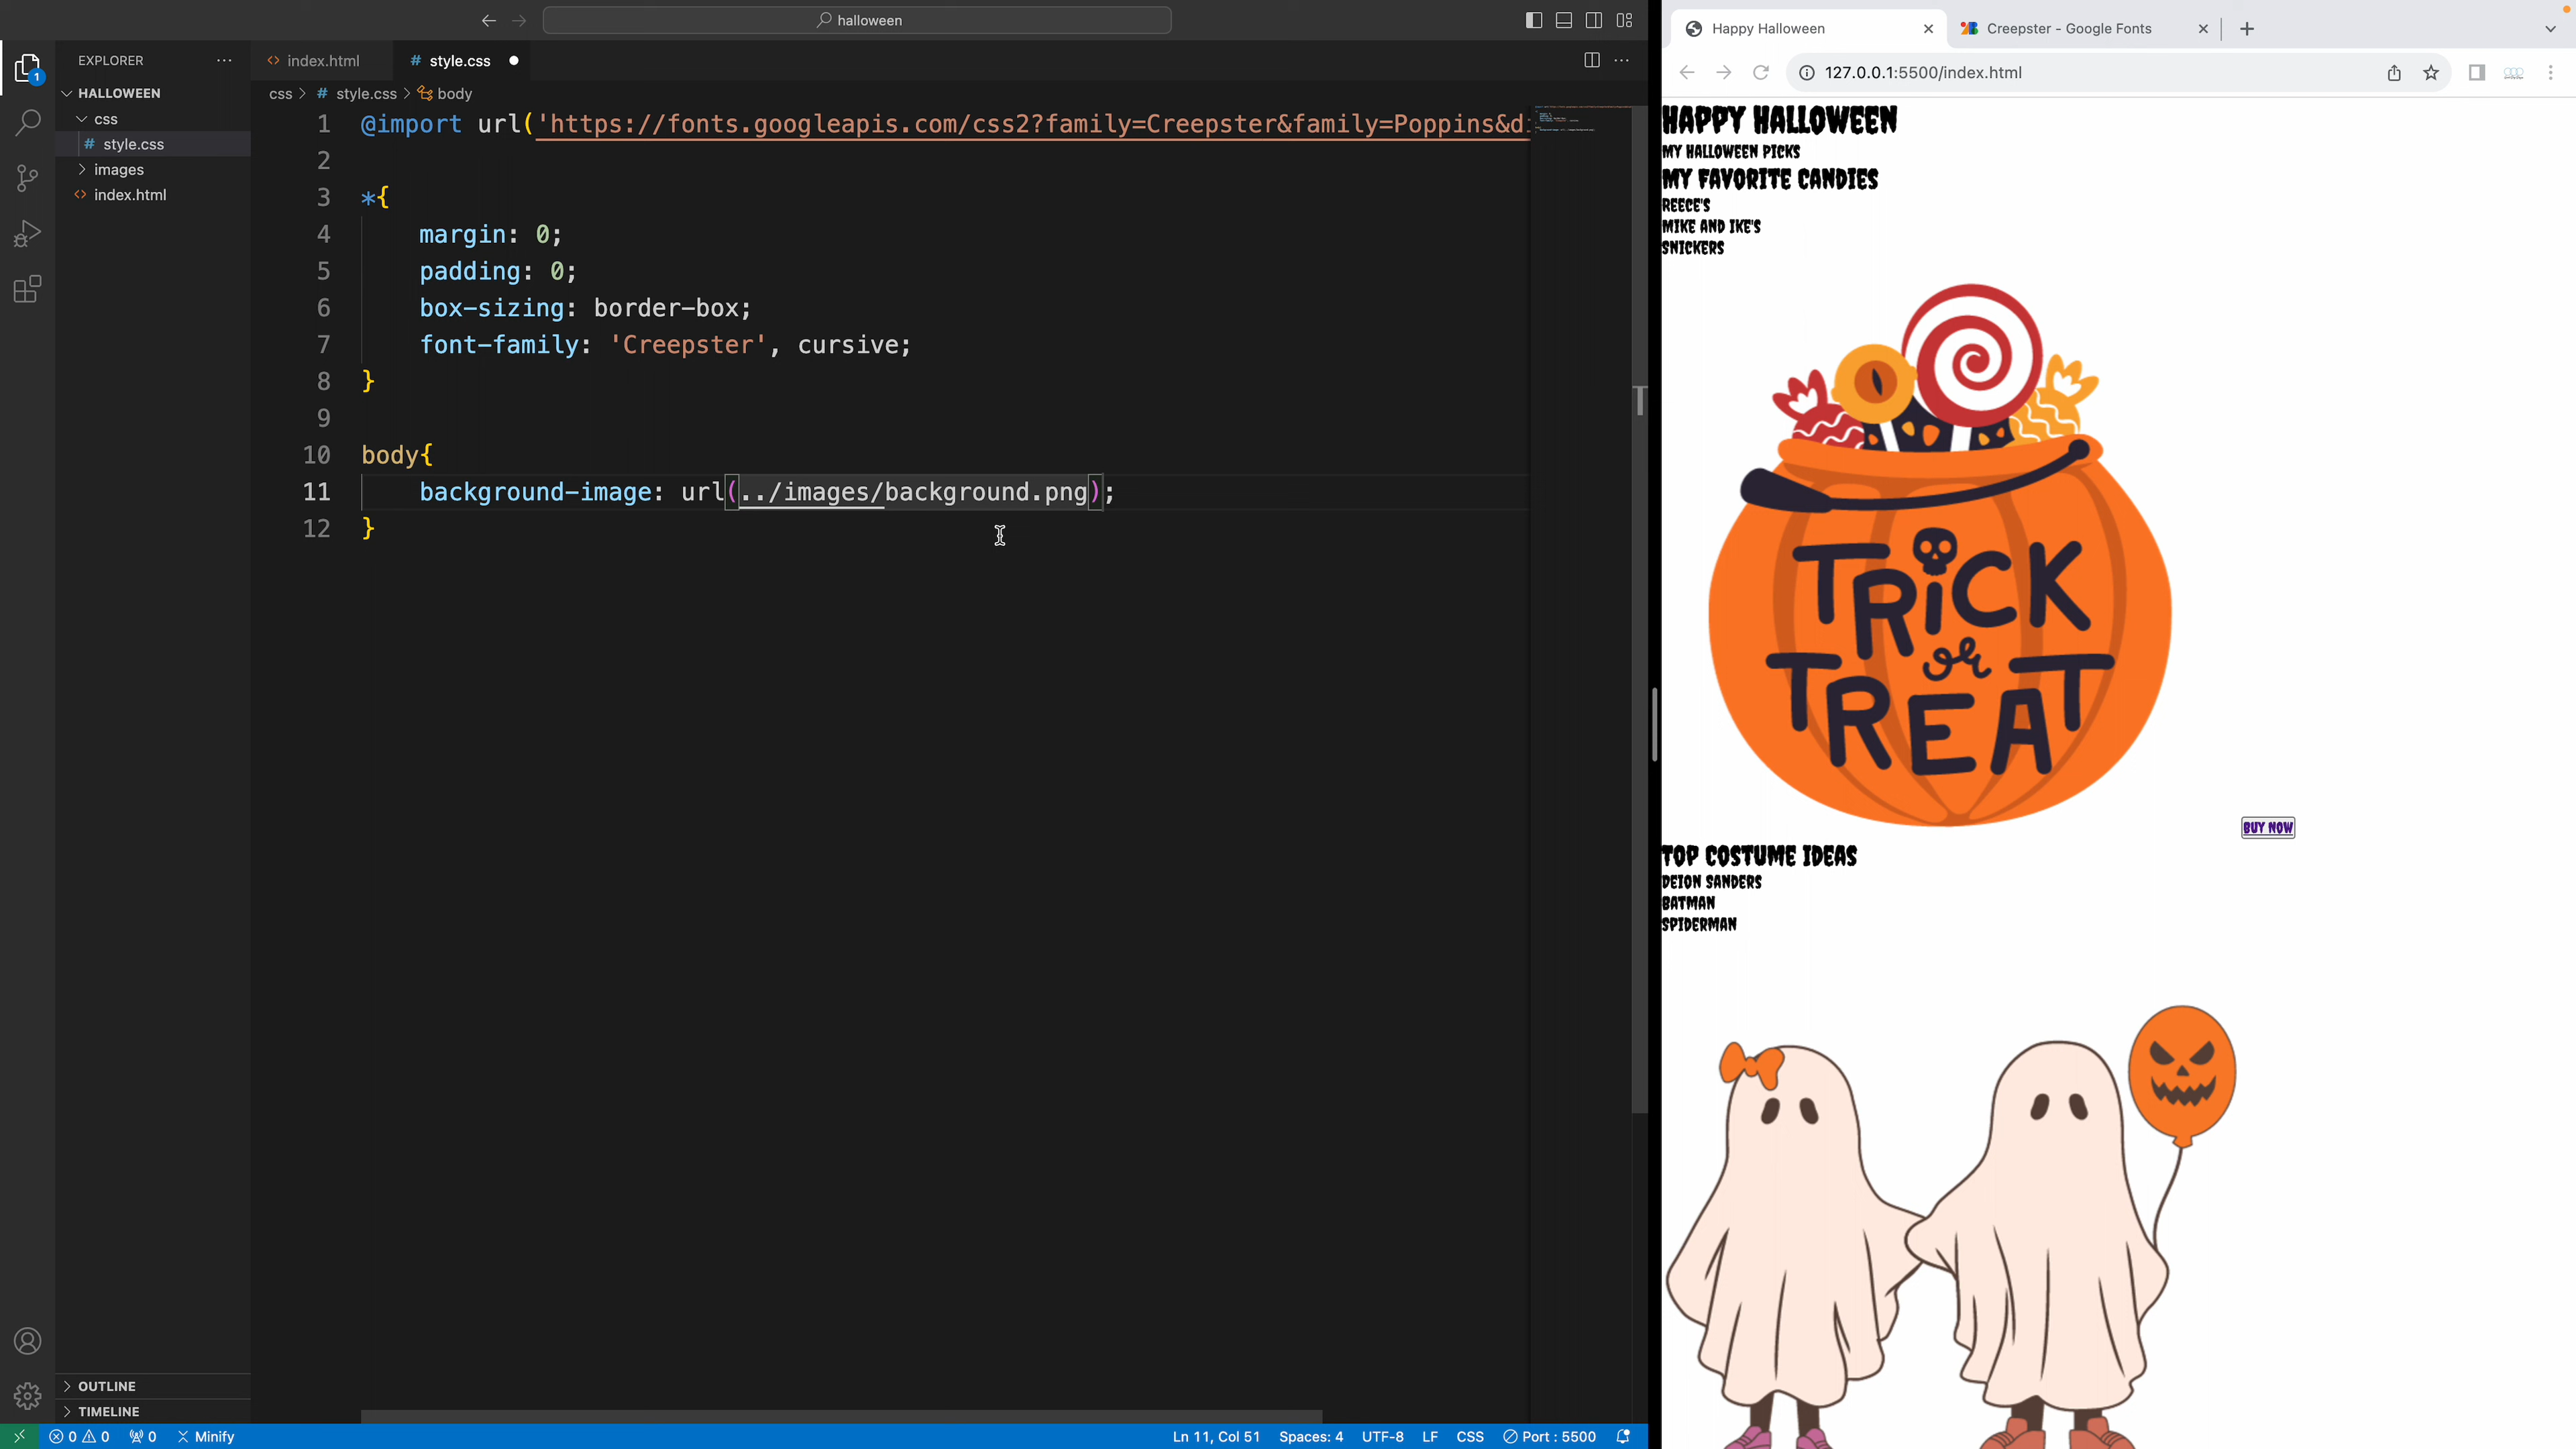 halloween
EXPLORER
HALLOWEEN
css
# style.css
images
<> index.html
OUTLINE
TIMELINE
<> index.html
# style.css
css > # style.css > body
1 @import url('https://fonts.googleapis.com/css2?family=Creepster&family=Poppins&d
2
3 *{
4 margin: 0;
5 padding: 0;
6 box-sizing: border-box;
7 font-family: 'Creepster', cursive;
8 }
9
10 body{
11 background-image: url(../images/background.png);
12 }
1
0 0 0 Minify
Ln 11, Col 51 Spaces: 4 UTF-8 LF CSS Port : 5500
Happy Halloween
Creepster - Google Fonts
127.0.0.1:5500/index.html
HAPPY HALLOWEEN
MY HALLOWEEN PICKS
MY FAVORITE CANDIES
REECE'S
MIKE AND IKE'S
SNICKERS
TRiCK
or
TREAT
BUY NOW
TOP COSTUME IDEAS
DEION SANDERS
BATMAN
SPIDERMAN